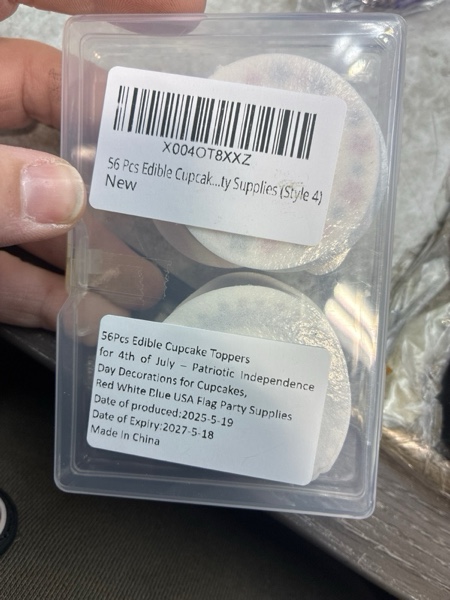 X004OT8XXZ
56 Pcs Edible Cupcak...ty Supplies (Style 4)
New
56Pcs Edible Cupcake Toppers
for 4th of July – Patriotic Independence
Day Decorations for Cupcakes,
Red White Blue USA Flag Party Supplies
Date of produced:2025-5-19
Date of Expiry:2027-5-18
Made In China